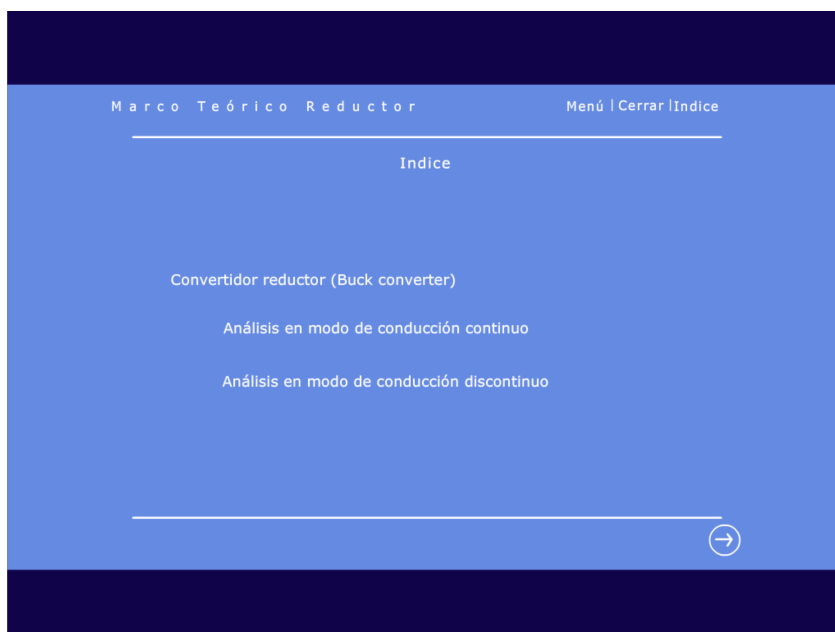 Marco Teórico Reductor
Menú | Cerrar | Indice
Indice
Convertidor reductor (Buck converter)
Análisis en modo de conducción continuo
Análisis en modo de conducción discontinuo